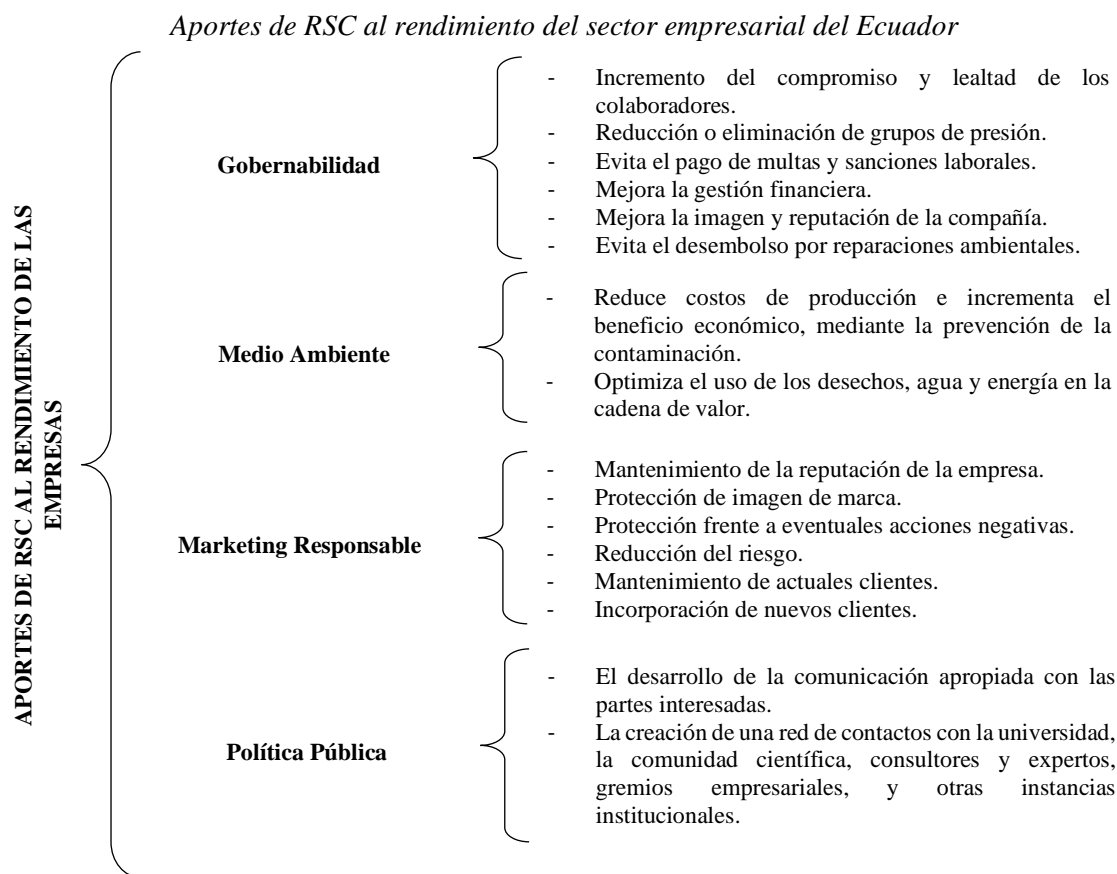 Aportes de RSC al rendimiento del sector empresarial del Ecuador
APORTES DE RSC AL RENDIMIENTO DE LAS
EMPRESAS
Gobernabilidad
- Incremento del compromiso y lealtad de los
colaboradores.
- Reducción o eliminación de grupos de presión.
- Evita el pago de multas y sanciones laborales.
- Mejora la gestión financiera.
- Mejora la imagen y reputación de la compañía.
- Evita el desembolso por reparaciones ambientales.
Medio Ambiente
- Reduce costos de producción e incrementa el
beneficio económico, mediante la prevención de la
contaminación.
- Optimiza el uso de los desechos, agua y energía en la
cadena de valor.
Marketing Responsable
- Mantenimiento de la reputación de la empresa.
- Protección de imagen de marca.
- Protección frente a eventuales acciones negativas.
- Reducción del riesgo.
- Mantenimiento de actuales clientes.
- Incorporación de nuevos clientes.
Política Pública
- El desarrollo de la comunicación apropiada con las
partes interesadas.
- La creación de una red de contactos con la universidad,
la comunidad científica, consultores y expertos,
gremios empresariales, y otras instancias
institucionales.